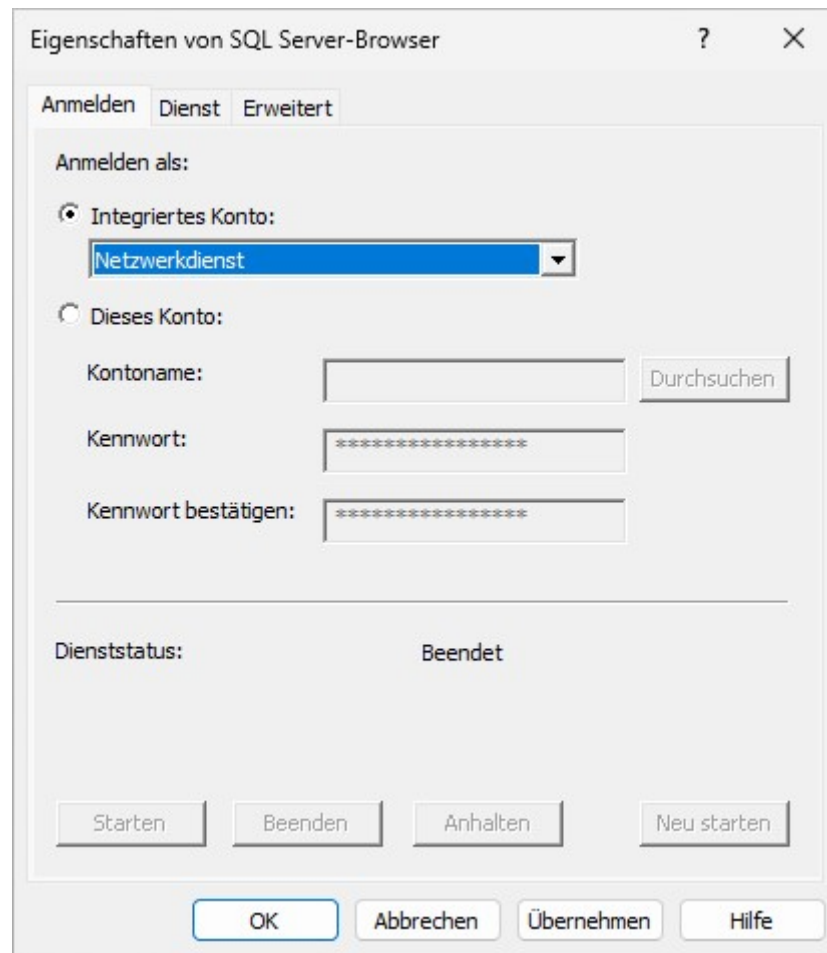 Eigenschaften von SQL Server-Browser ?
Anmelden Dienst Erweitert
Anmelden als:
Integriertes Konto:
Netzwerkdienst
Dieses Konto:
Kontoname: Durchsuchen
Kennwort: ****************
Kennwort bestätigen: ****************
Dienststatus: Beendet
Starten Beenden Anhalten Neu starten
OK Abbrechen Übernehmen Hilfe